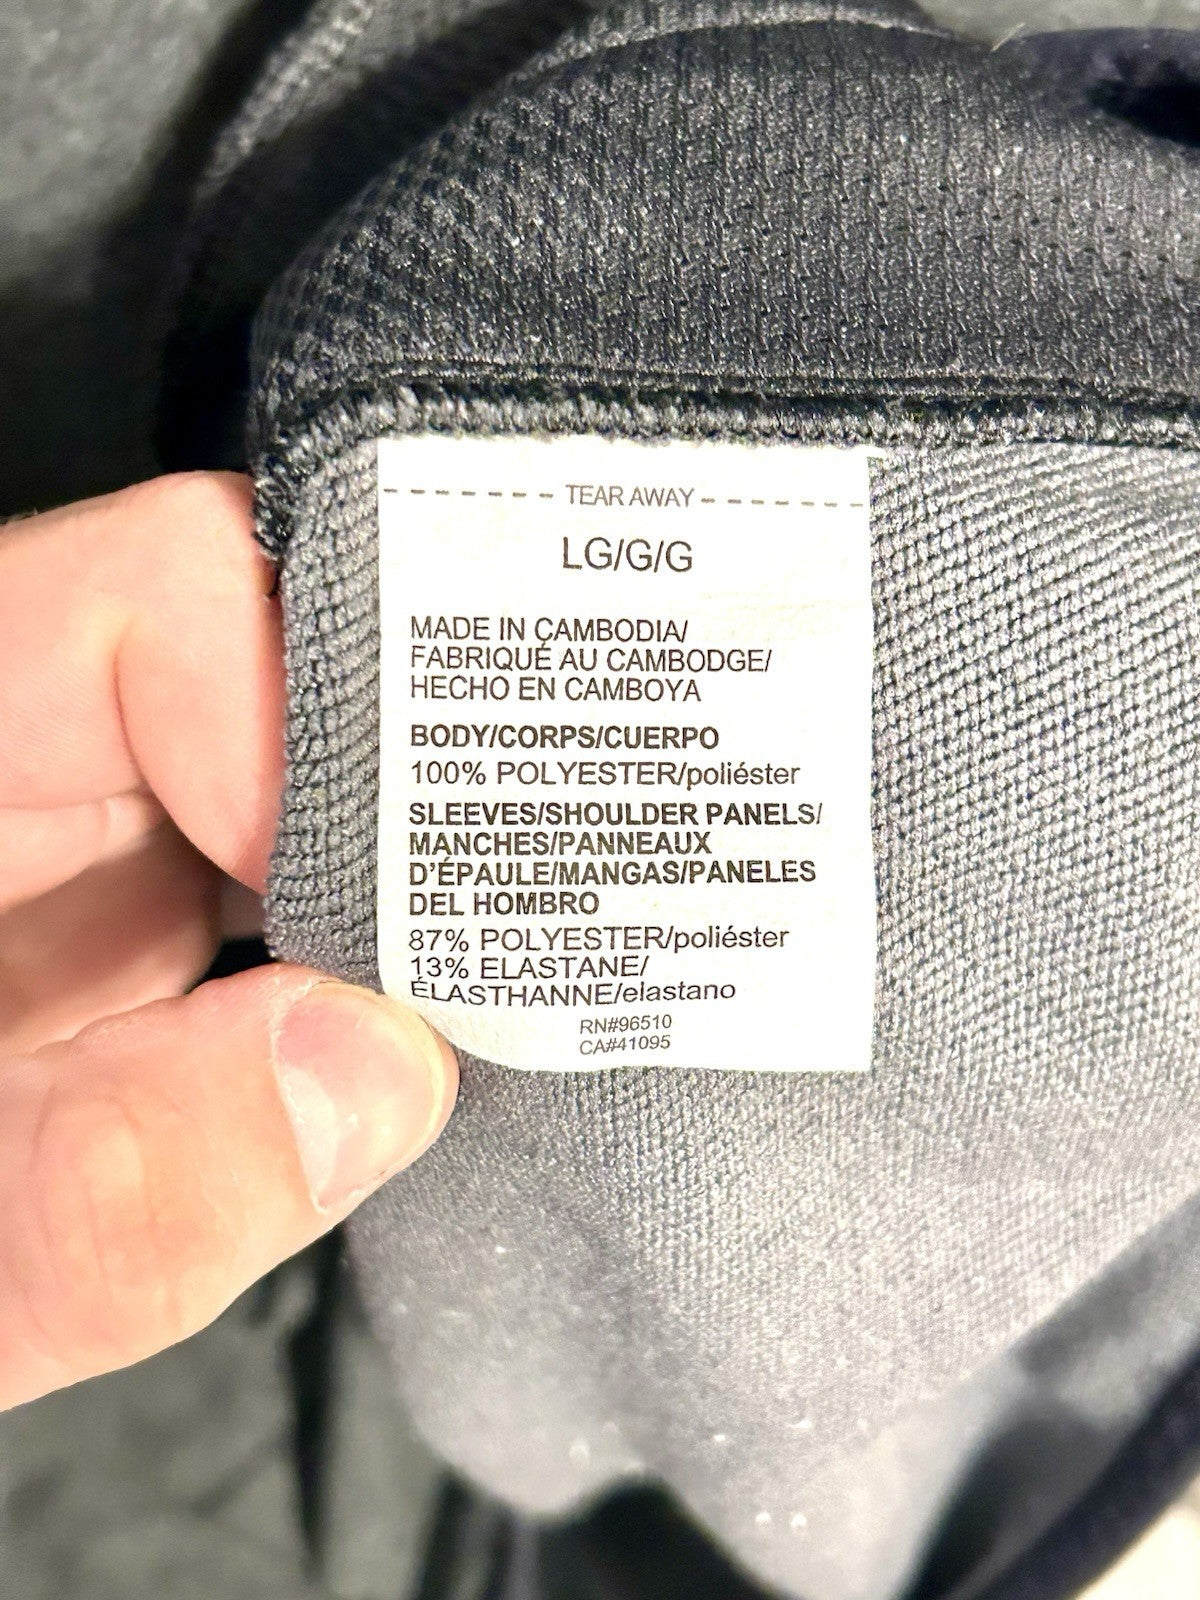 TEAR AWAY
LG/G/G
MADE IN CAMBODIA/
FABRIQUÉ AU CAMBODGE/
HECHO EN CAMBOYA
BODY/CORPS/CUERPO
100% POLYESTER/poliéster
SLEEVES/SHOULDER PANELS/
MANCHES/PANNEAUX
D'ÉPAULE/MANGAS/PANELES
DEL HOMBRO
87% POLYESTER/poliéster
13% ELASTANE/
ÉLASTHANNE/elastano
RN#96510
CA#41095